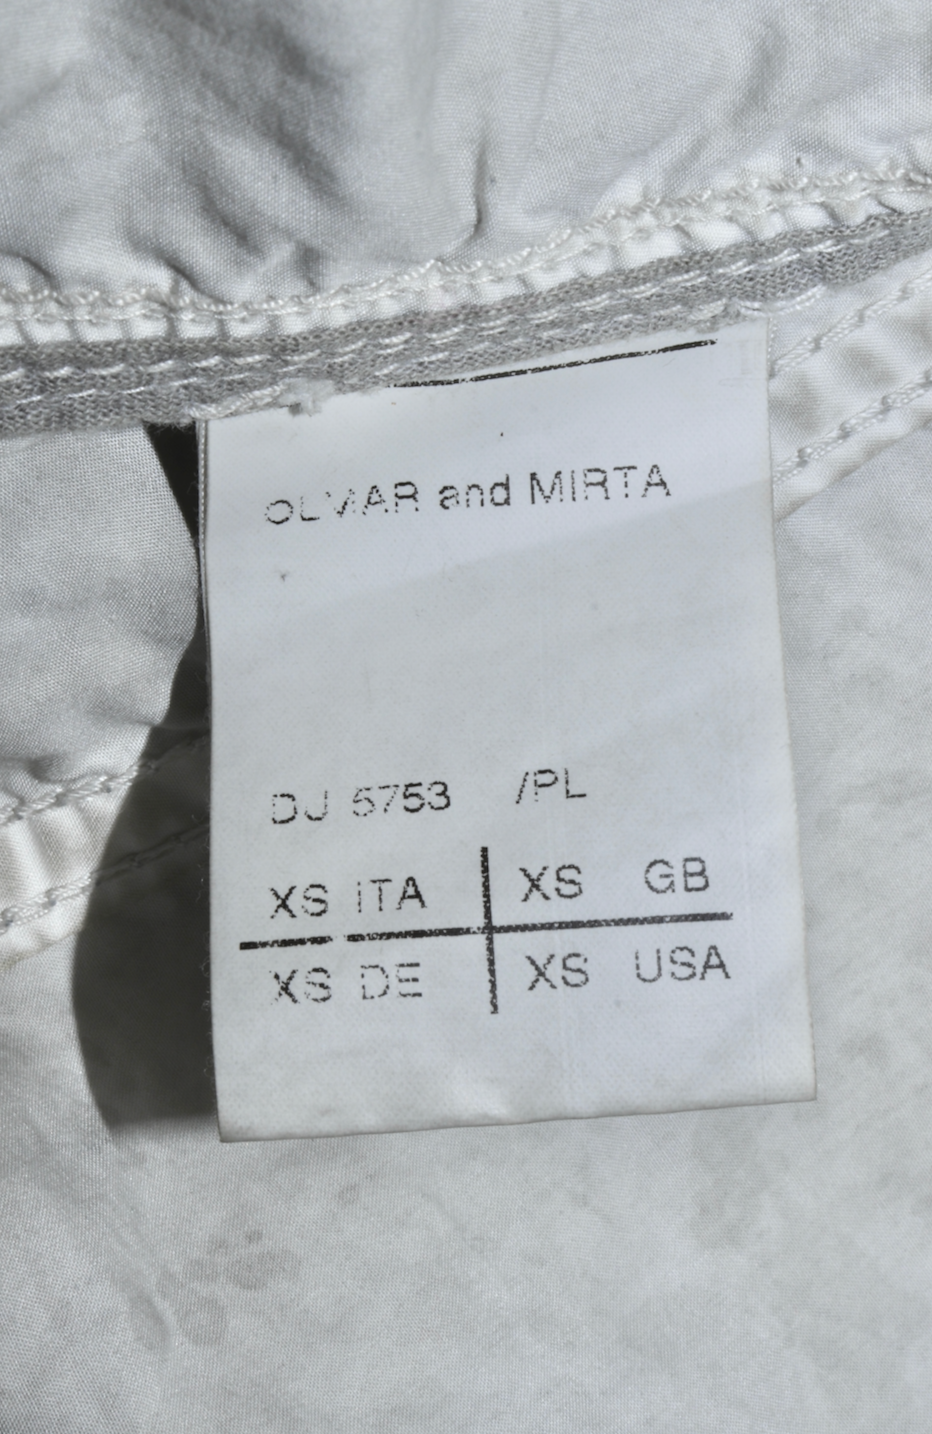 OLMAR and MIRTA
DJ 5753 /PL
XS ITA XS GB
XS DE XS USA